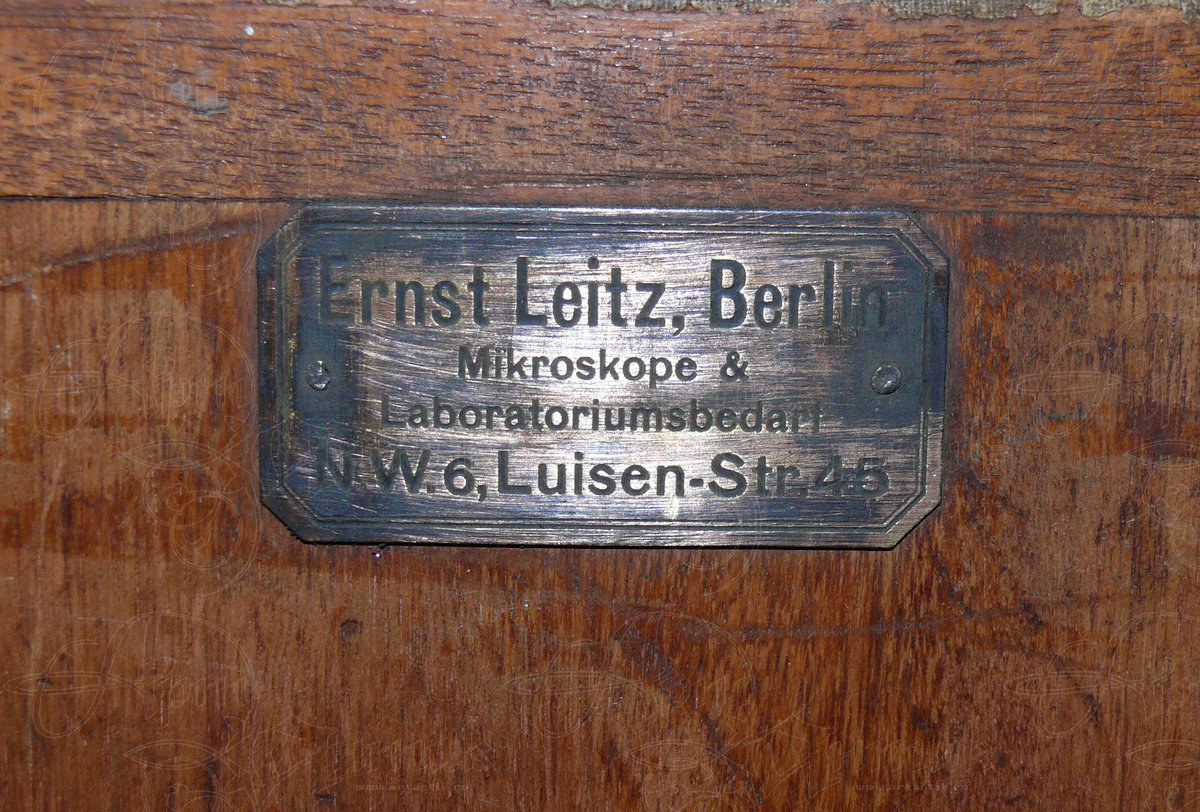 Ernst Leitz, Berlin
Mikroskope &
Laboratoriumsbedarf
N.W.6, Luisen-Str. 45